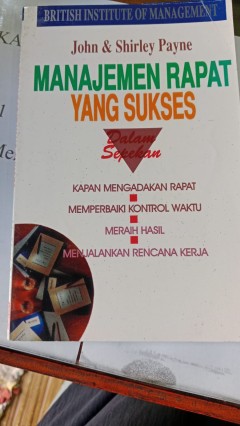 BRITISH INSTITUTE OF MANAGEMENT
John & Shirley Payne
MANAJEMEN RAPAT
YANG SUKSES
Dalam
Sepekan
KAPAN MENGADAKAN RAPAT
MEMPERBAIKI KONTROL WAKTU
MERAIH HASIL
MENJALANKAN RENCANA KERJA